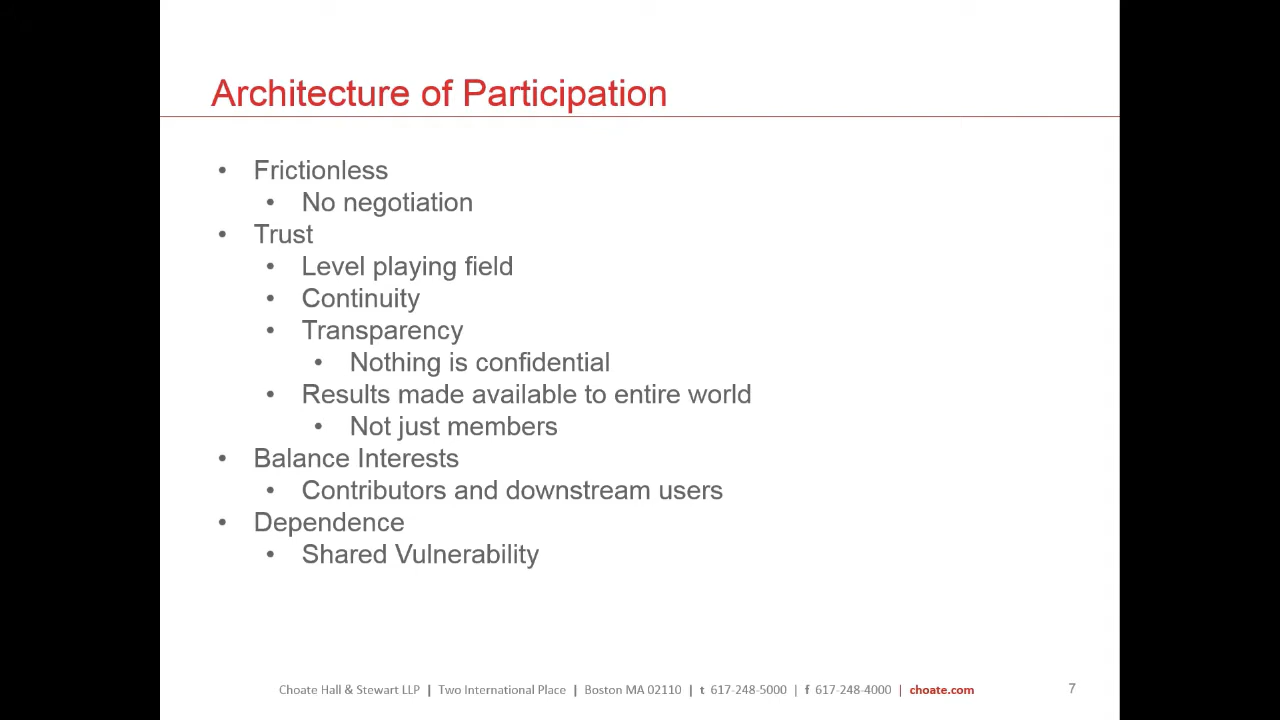 Architecture of Participation
• Frictionless
• No negotiation
• Trust
• Level playing field
• Continuity
• Transparency
• Nothing is confidential
• Results made available to entire world
• Not just members
• Balance Interests
• Contributors and downstream users
• Dependence
• Shared Vulnerability
Choate Hall & Stewart LLP | Two International Place | Boston MA 02110 | t 617-248-5000 | f 617-248-4000 | choate.com 7